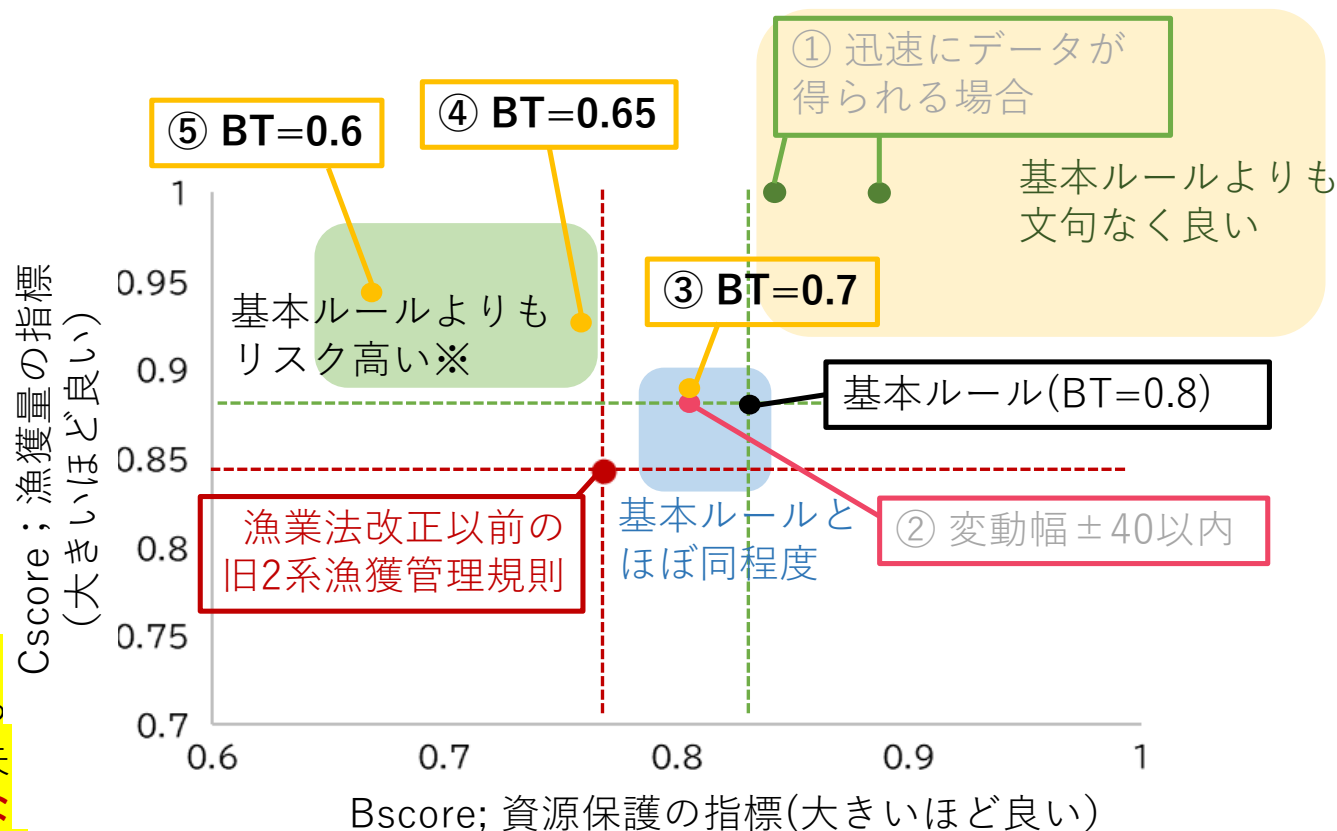 ① 迅速にデータが
得られる場合
④ BT=0.65
⑤ BT=0.6
基本ルールよりも
文句なく良い
③ BT=0.7
基本ルールよりも
リスク高い※
基本ルール(BT=0.8)
漁業法改正以前の
旧2系漁獲管理規則
基本ルールと
ほぼ同程度
② 変動幅±40以内
Cscore；漁獲量の指標
(大きいほど良い)
1
0.95
0.9
0.85
0.8
0.75
0.7
0.6
0.7
0.8
0.9
1
Bscore; 資源保護の指標(大きいほど良い)